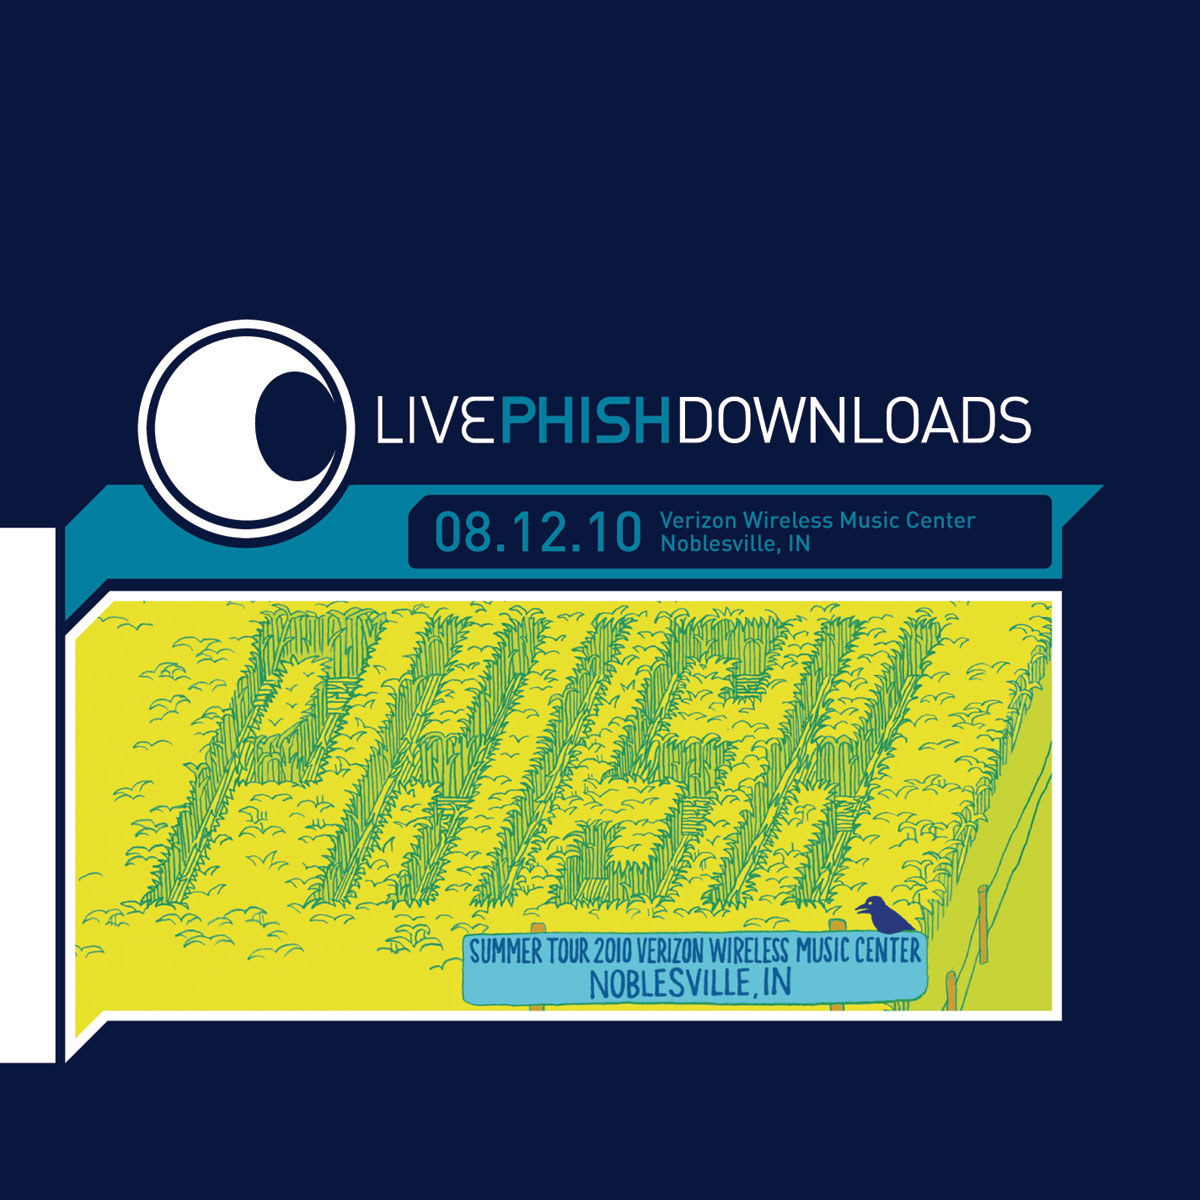 LIVEPHISHDOWNLOADS
08.12.10
Verizon Wireless Music Center
Noblesville, IN
PHISH
SUMMER TOUR 2010 VERIZON WIRELESS MUSIC CENTER
NOBLESVILLE, IN